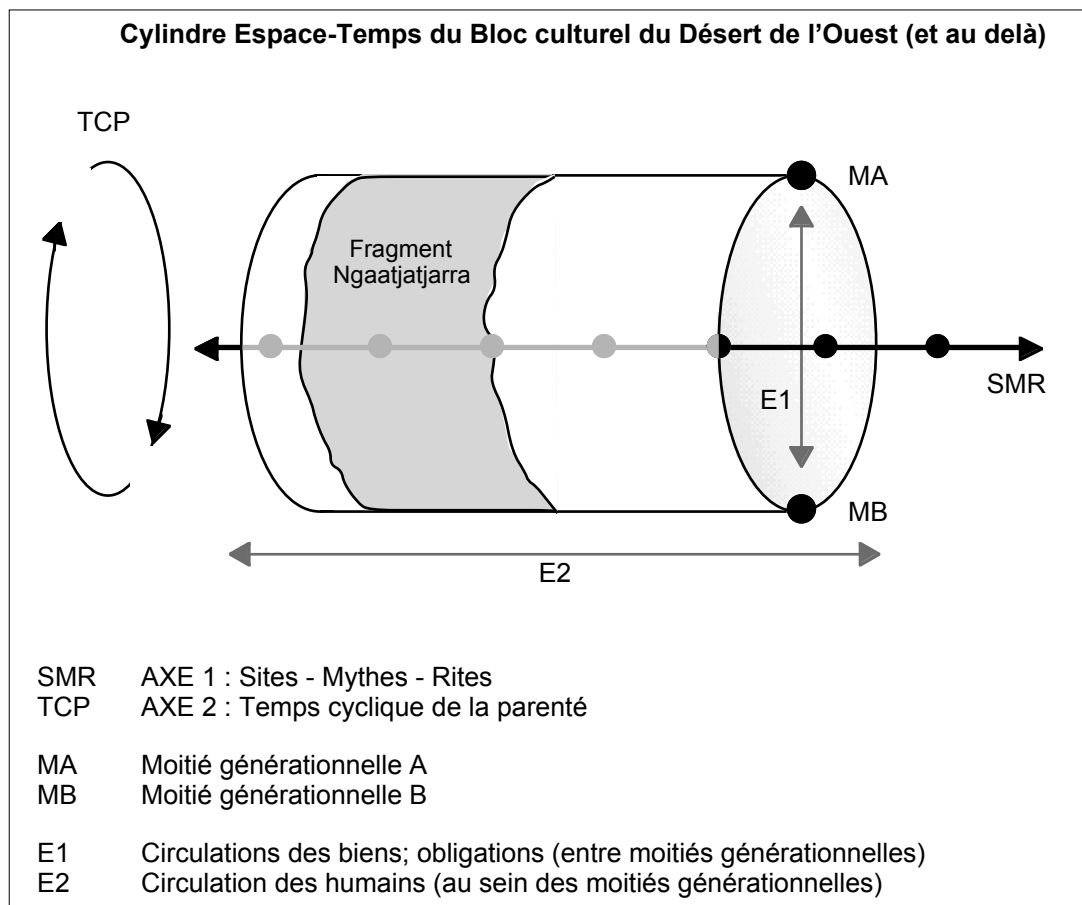 Cylindre Espace-Temps du Bloc culturel du Désert de l'Ouest (et au delà)
TCP
MA
Fragment
Ngaatjatjarra
SMR
E1
MB
E2
SMR AXE 1 : Sites - Mythes - Rites
TCP AXE 2 : Temps cyclique de la parenté
MA Moitié générationnelle A
MB Moitié générationnelle B
E1 Circulations des biens; obligations (entre moitiés générationnelles)
E2 Circulation des humains (au sein des moitiés générationnelles)